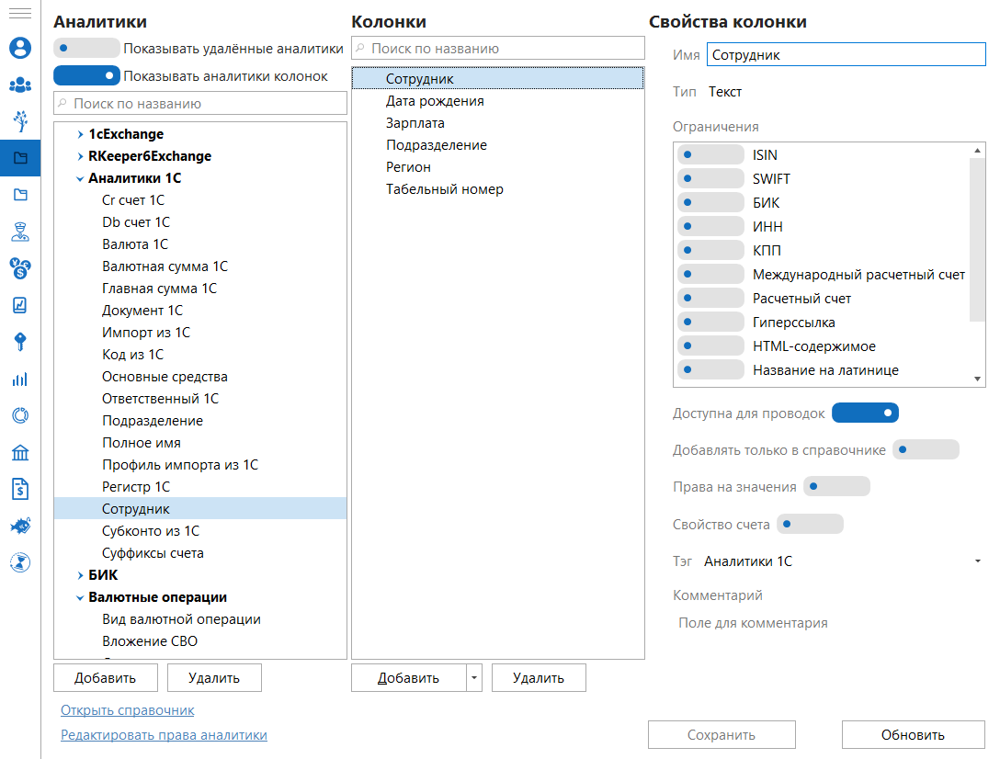 Аналитики
Показывать удалённые аналитики
Показывать аналитики колонок
Поиск по названию
1cExchange
RKeeper6Exchange
Аналитики 1С
Cr счет 1С
Db счет 1С
Валюта 1С
Валютная сумма 1С
Главная сумма 1С
Документ 1С
Импорт из 1С
Код из 1С
Основные средства
Ответственный 1С
Подразделение
Полное имя
Профиль импорта из 1С
Регистр 1С
Сотрудник
Субконто из 1С
Суффиксы счета
БИК
Валютные операции
Вид валютной операции
Вложение СВО
Добавить
Удалить
Открыть справочник
Редактировать права аналитики
Колонки
Поиск по названию
Сотрудник
Дата рождения
Зарплата
Подразделение
Регион
Табельный номер
Добавить
Удалить
Свойства колонки
Имя Сотрудник
Тип Текст
Ограничения
ISIN
SWIFT
БИК
ИНН
КПП
Международный расчетный счет
Расчетный счет
Гиперссылка
HTML-содержимое
Название на латинице
Доступна для проводок
Добавлять только в справочнике
Права на значения
Свойство счета
Тэг Аналитики 1С
Комментарий
Поле для комментария
Сохранить
Обновить